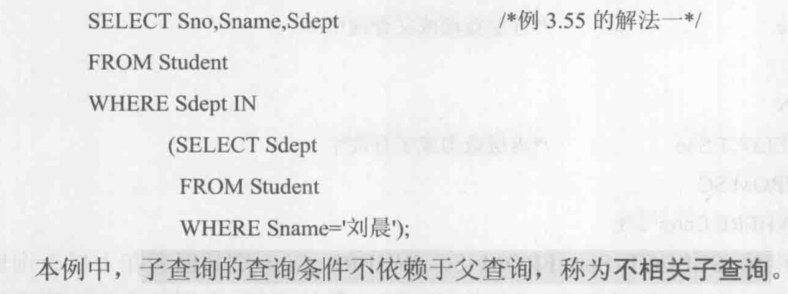 SELECT Sno,Sname,Sdept /*例 3.55 的解法一*/
FROM Student
WHERE Sdept IN
(SELECT Sdept
FROM Student
WHERE Sname='刘晨');
本例中，子查询的查询条件不依赖于父查询，称为不相关子查询。